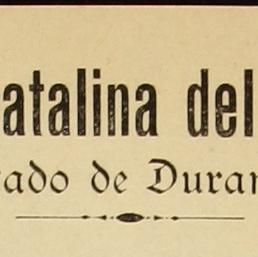 atalina del
ado de Duran